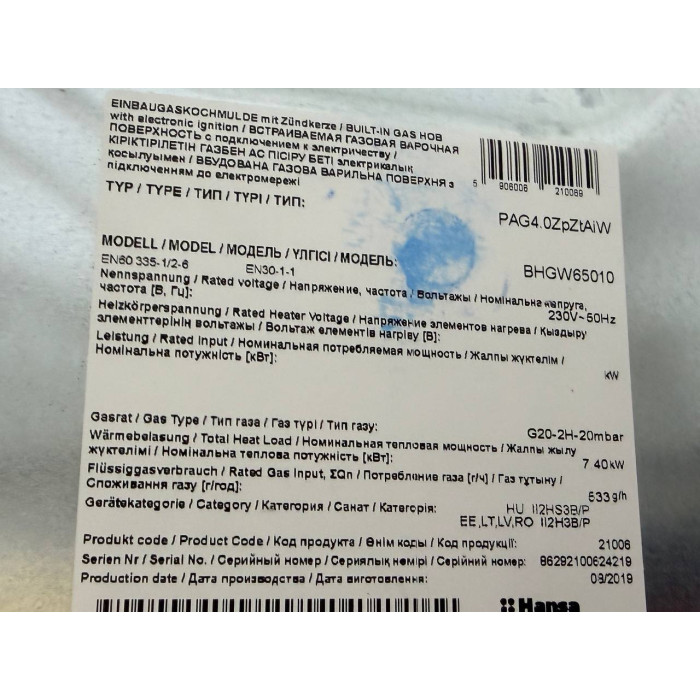 EINBAUGASKOCHMULDE mit Zündkerze / BUILT-IN GAS HOB
with electronic ignition / ВСТРАИВАЕМАЯ ГАЗОВАЯ ВАРОЧНАЯ
ПОВЕРХНОСТЬ с подключением к электричеству /
КІРІКТІРІЛЕТІН ГАЗБЕН АС ПІСІРУ БЕТІ электрикалық
қосылуымен / ВБУДОВАНА ГАЗОВА ВАРИЛЬНА ПОВЕРХНЯ з
підключенням до електромережі
5 906006 210069
TYP / TYPE / ТИП / ТҮРІ / ТИП:
PAG4.0ZpZtAiW
MODELL / MODEL / МОДЕЛЬ / ҮЛГІСІ / МОДЕЛЬ:
BHGW65010
EN60 335-1/2-6 EN30-1-1
Nennspannung / Rated voltage / Напряжение, частота / Вольтажы / Номінальна напруга,
частота [В, Гц]:
230V~50Hz
Heizkörperspannung / Rated Heater Voltage / Напряжение элементов нагрева / Қыздыру
элементтерінің вольтажы / Вольтаж елементів нагріву [В]:
Leistung / Rated Input / Номинальная потребляемая мощность / Жалпы жүктелім /
Номінальна потужність [кВт]:
kW
Gasrat / Gas Type / Тип газа / Газ түрі / Тип газу:
G20-2H-20mbar
Wärmebelasung / Total Heat Load / Номинальная тепловая мощность / Жалпы жылу
жүктелімі / Номінальна теплова потужність [кВт]:
7.40kW
Flüssiggasverbrauch / Rated Gas Input, ΣQn / Потребление газа [г/ч] / Газ тұтыну /
Споживання газу [г/год]:
533g/h
Gerätekategorie / Category / Категория / Санат / Категорія:
HU II2HS3B/P
EE,LT,LV,RO II2H3B/P
Produkt code / Product Code / Код продукта / Өнім коды / Код продукції:
21006
Serien Nr / Serial No. / Серийный номер / Сериялық немірі / Серійний номер:
86292100624219
Production date / Дата производства / Дата виготовлення:
08/2019
Hansa